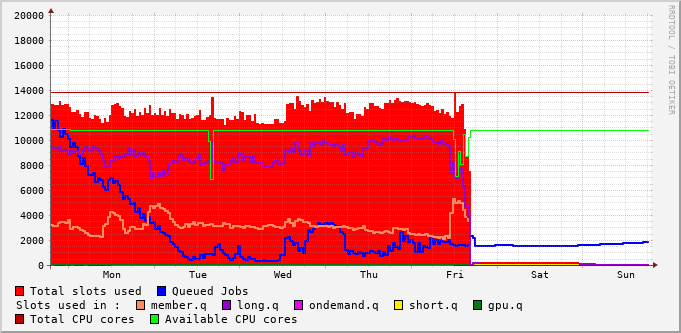 20000
18000
16000
14000
12000
10000
8000
6000
4000
2000
0
Mon Tue Wed Thu Fri Sat Sun
Total slots used Queued Jobs
Slots used in : member.q long.q ondemand.q short.q gpu.q
Total CPU cores Available CPU cores
RRDTOOL / TOBI OETIKER